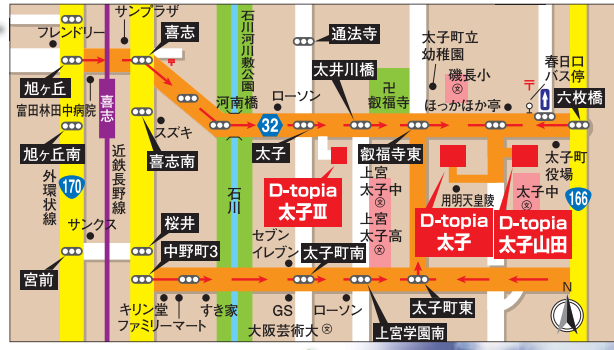 サンプラザ
フレンドリー
喜志
旭ヶ丘
富田林田中病院
喜志
スズキ
旭ヶ丘南
喜志南
外環状線
170
近鉄長野線
サンクス
桜井
中野町3
宮前
キリン堂
ファミリーマート
すき家
石川河川敷公園
河南橋
石川
ローソン
32
太子
通法寺
太井川橋
卍
叡福寺
太子町立
幼稚園
磯長小
文
ほっかほか亭
〒
〒
春日口
バス停
六枚橋
叡福寺東
太子町
役場
D-topia
太子Ⅲ
上宮
太子中
文
上宮
太子高
文
用明天皇陵
D-topia
太子
太子中
文
D-topia
太子山田
166
セブン
イレブン
太子町南
GS
ローソン
大阪芸術大 文
上宮学園南
太子町東
N